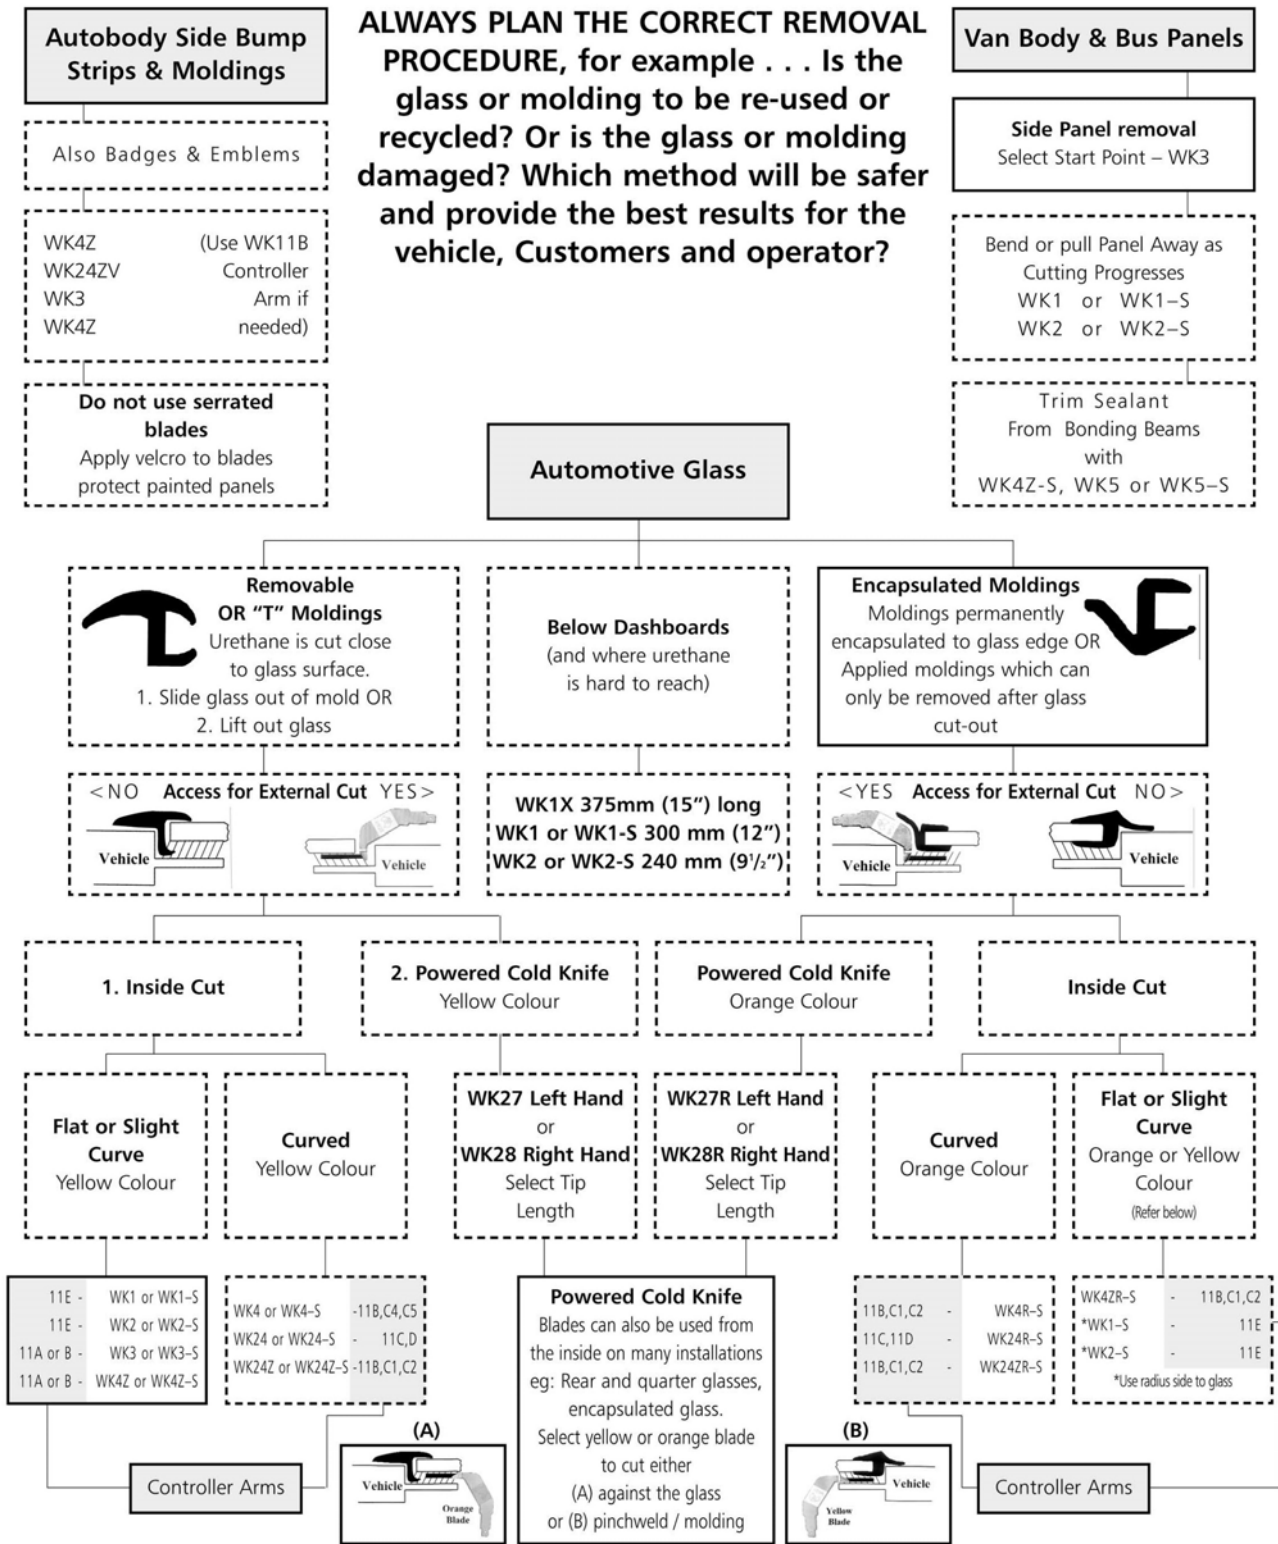 Autobody Side Bump
Strips & Moldings
Also Badges & Emblems
WK4Z (Use WK11B
WK24ZV Controller
WK3 Arm if
WK4Z needed)
Do not use serrated
blades
Apply velcro to blades
protect painted panels
ALWAYS PLAN THE CORRECT REMOVAL
PROCEDURE, for example . . . Is the
glass or molding to be re-used or
recycled? Or is the glass or molding
damaged? Which method will be safer
and provide the best results for the
vehicle, Customers and operator?
Van Body & Bus Panels
Side Panel removal
Select Start Point – WK3
Bend or pull Panel Away as
Cutting Progresses
WK1 or WK1–S
WK2 or WK2–S
Trim Sealant
From Bonding Beams
with
WK4Z-S, WK5 or WK5–S
Automotive Glass
Removable
OR “T” Moldings
Urethane is cut close
to glass surface.
1. Slide glass out of mold OR
2. Lift out glass
Below Dashboards
(and where urethane
is hard to reach)
Encapsulated Moldings
Moldings permanently
encapsulated to glass edge OR
Applied moldings which can
only be removed after glass
cut-out
<NO Access for External Cut YES>
Vehicle
Vehicle
WK1X 375mm (15”) long
WK1 or WK1-S 300 mm (12”)
WK2 or WK2-S 240 mm (9½”)
<YES Access for External Cut NO>
Vehicle
Vehicle
1. Inside Cut
2. Powered Cold Knife
Yellow Colour
Powered Cold Knife
Orange Colour
Inside Cut
Flat or Slight
Curve
Yellow Colour
Curved
Yellow Colour
WK27 Left Hand
or
WK28 Right Hand
Select Tip
Length
WK27R Left Hand
or
WK28R Right Hand
Select Tip
Length
Curved
Orange Colour
Flat or Slight
Curve
Orange or Yellow
Colour
(Refer below)
11E - WK1 or WK1–S
11E - WK2 or WK2–S
11A or B - WK3 or WK3–S
11A or B - WK4Z or WK4Z–S
WK4 or WK4–S -11B,C4,C5
WK24 or WK24–S - 11C,D
WK24Z or WK24Z–S -11B,C1,C2
Powered Cold Knife
Blades can also be used from
the inside on many installations
eg: Rear and quarter glasses,
encapsulated glass.
Select yellow or orange blade
to cut either
(A) against the glass
or (B) pinchweld / molding
11B,C1,C2 - WK4R–S
11C,11D - WK24R–S
11B,C1,C2 - WK24ZR–S
WK4ZR–S - 11B,C1,C2
*WK1–S - 11E
*WK2–S - 11E
*Use radius side to glass
Controller Arms
(A)
Vehicle
Orange
Blade
(B)
Vehicle
Yellow
Blade
Controller Arms